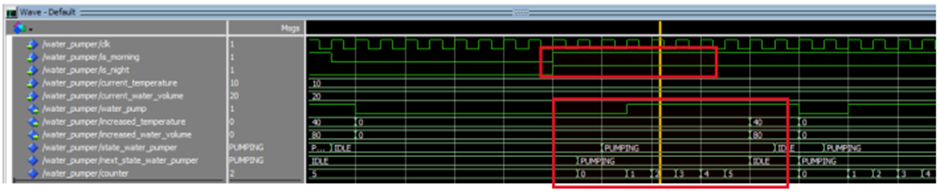 Wave - Default
Msgs
/water_pumper/clk 1
/water_pumper/is_morning 1
/water_pumper/is_night 1
/water_pumper/current_temperature 10 10
/water_pumper/current_water_volume 20 20
/water_pumper/water_pump 1
/water_pumper/increased_temperature 0 40 0 40 0
/water_pumper/increased_water_volume 0 80 0 80 0
/water_pumper/state_water_pumper PUMPING P... IDLE PUMPING IDLE PUMPING
/water_pumper/next_state_water_pumper PUMPING IDLE PUMPING IDLE PUMPING
/water_pumper/counter 2 5 0 1 2 3 4 5 0 1 2 3 4